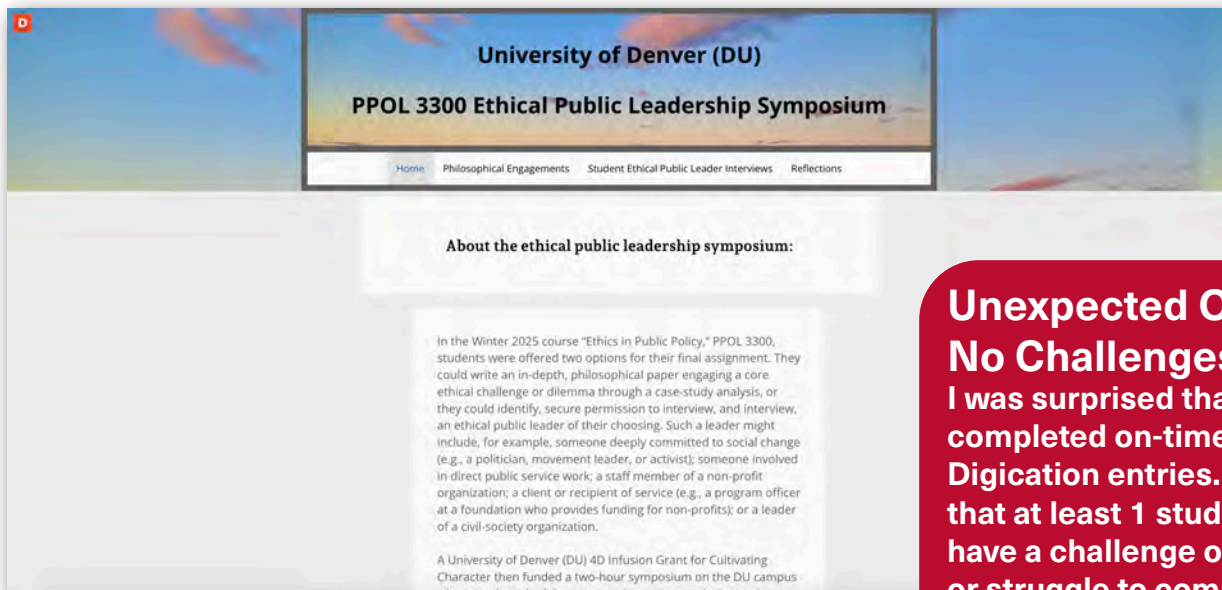 D
University of Denver (DU)
PPOL 3300 Ethical Public Leadership Symposium
Home Philosophical Engagements Student Ethical Public Leader Interviews Reflections
About the ethical public leadership symposium:
In the Winter 2025 course "Ethics in Public Policy," PPOL 3300,
students were offered two options for their final assignment. They
could write an in-depth, philosophical paper engaging a core
ethical challenge or dilemma through a case-study analysis, or
they could identify, secure permission to interview, and interview,
an ethical public leader of their choosing. Such a leader might
include, for example, someone deeply committed to social change
(e.g., a politician, movement leader, or activist); someone involved
in direct public service work; a staff member of a non-profit
organization; a client or recipient of service (e.g., a program officer
at a foundation who provides funding for non-profits); or a leader
of a civil-society organization.
A University of Denver (DU) 4D Infusion Grant for Cultivating
Character then funded a two-hour symposium on the DU campus
Unexpected
No Challenges
I was surprised
completed on-time
Digication entries.
that at least 1
have a challenge